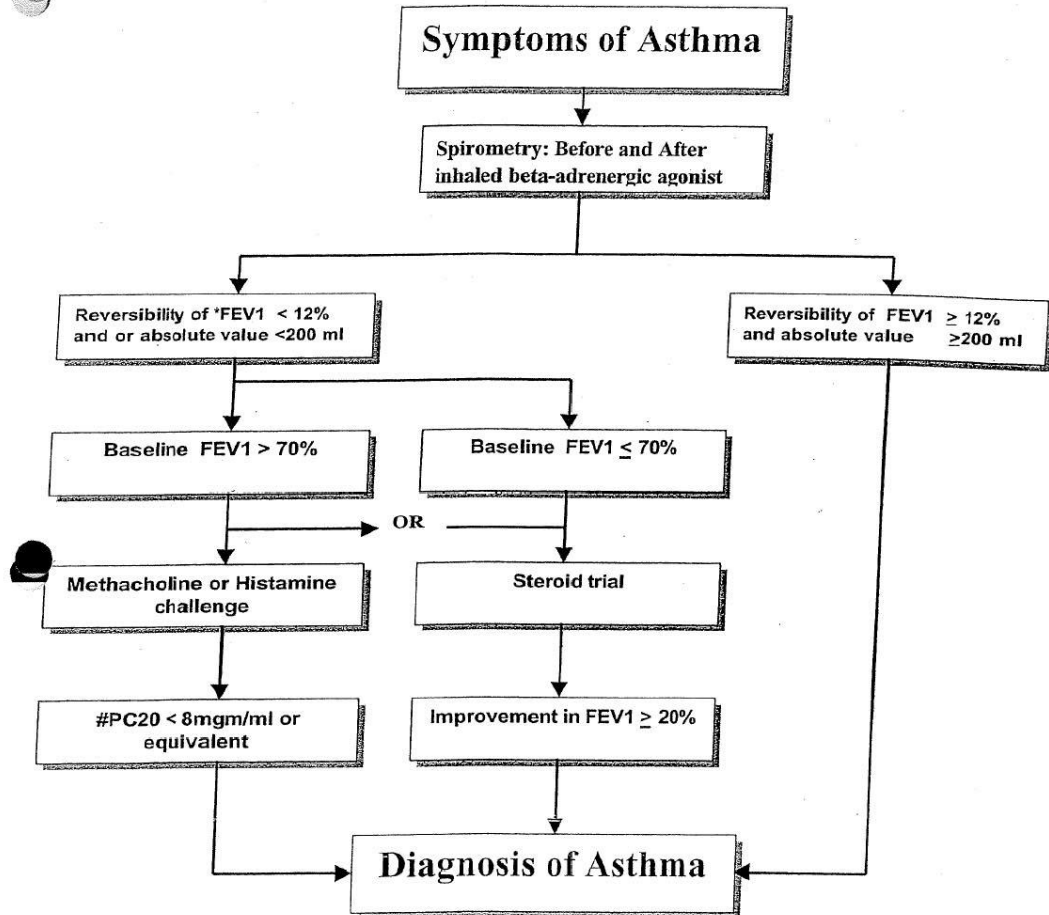 Symptoms of Asthma
Spirometry: Before and After
inhaled beta-adrenergic agonist
Reversibility of *FEV1 < 12%
and or absolute value <200 ml
Reversibility of FEV1 ≥ 12%
and absolute value ≥200 ml
Baseline FEV1 > 70%
Baseline FEV1 ≤ 70%
OR
Methacholine or Histamine
challenge
Steroid trial
#PC20 < 8mgm/ml or
equivalent
Improvement in FEV1 ≥ 20%
Diagnosis of Asthma